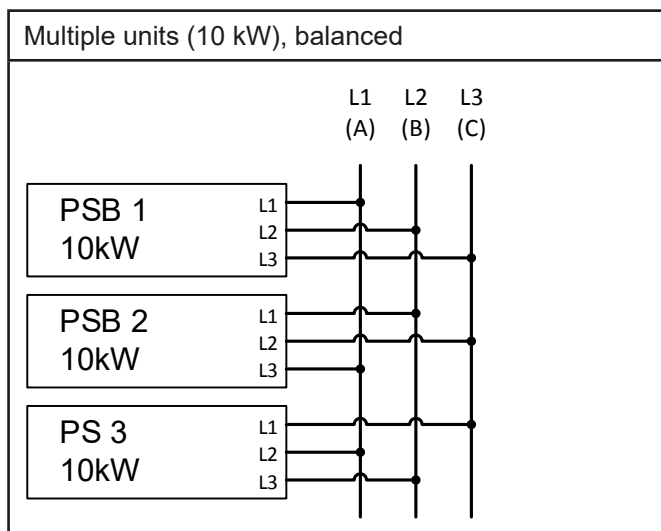 Multiple units (10 kW), balanced
L1 L2 L3
(A) (B) (C)
PSB 1
10kW
L1
L2
L3
PSB 2
10kW
L1
L2
L3
PS 3
10kW
L1
L2
L3